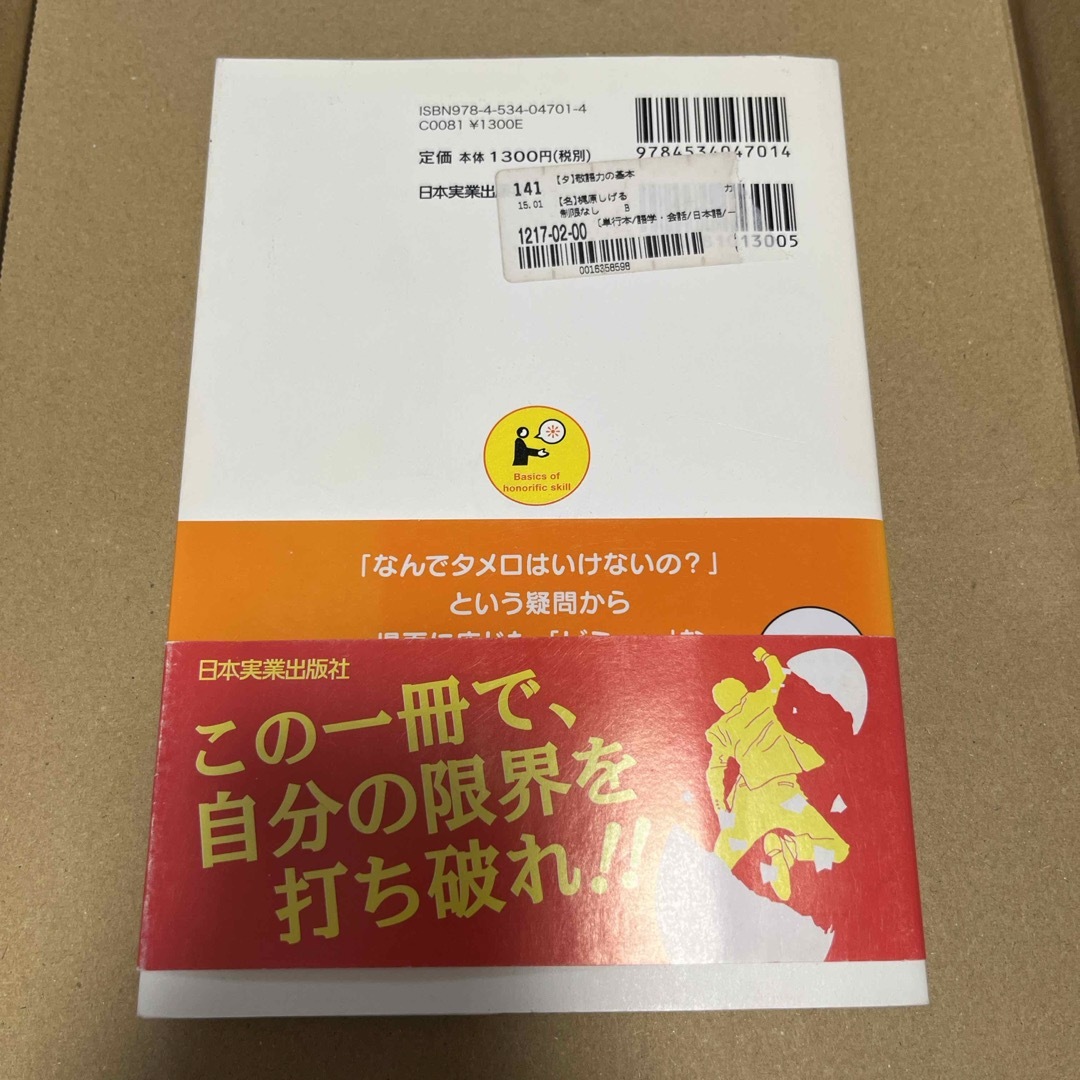 ISBN978-4-534-04701-4
C0081 ¥1300E
定価 本体1300円(税別)
日本実業出版
9784534047014
141
【タ】敬語力の基本
15.01
【名】梶原しげる
制限なし B
1217-02-00
〔単行本/語学・会話/日本語/一
0016358598
13005
Basics of
honorific skill
「なんでタメ口はいけないの？」
という疑問から
日本実業出版社
この一冊で、
自分の限界を
打ち破れ!!